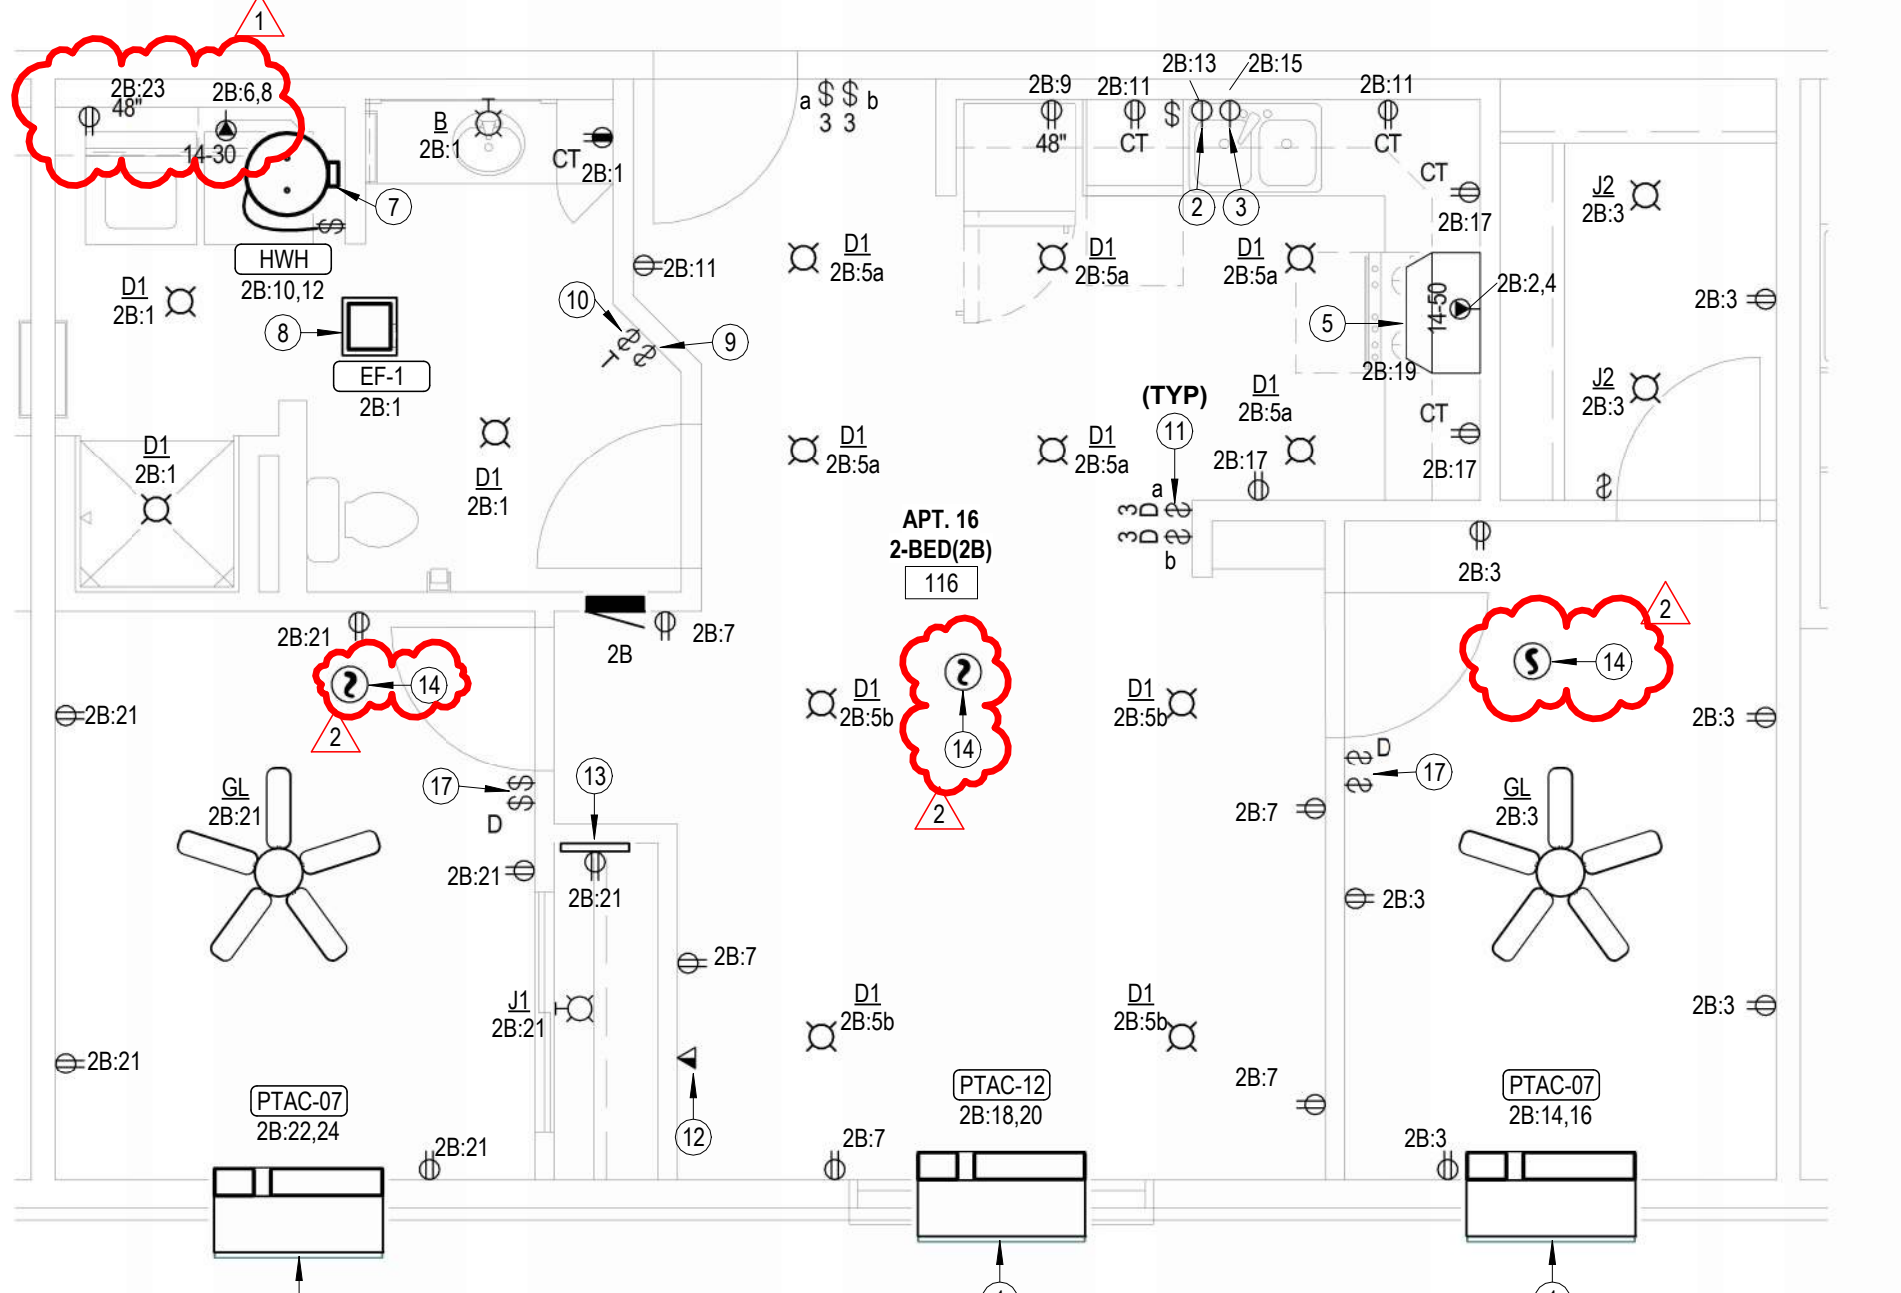 1
2B:23
48"
2B:6,8
14-30
B
2B:1
CT
2B:1
a $ $ b
3 3
2B:9
48"
2B:11
CT
$
2B:13
2B:15
2B:11
CT
2
3
CT
2B:17
J2
2B:3
7
HWH
2B:10,12
D1
2B:1
8
EF-1
2B:1
2B:11
10
9
T
D1
2B:5a
D1
2B:5a
D1
2B:5a
5
14-50
2B:2,4
2B:19
2B:3
J2
2B:3
D1
2B:1
D1
2B:1
D1
2B:5a
D1
2B:5a
(TYP)
11
D1
2B:5a
2B:17
CT
2B:17
a
3 D
3 D
b
APT. 16
2-BED(2B)
116
2B:3
2B:21
14
2
2B
2B:7
14
2
14
2
2B:21
D1
2B:5b
D1
2B:5b
2B:3
17
D
13
GL
2B:21
2B:21
2B:21
D
17
2B:7
GL
2B:3
2B:3
2B:7
J1
2B:21
D1
2B:5b
D1
2B:5b
2B:3
2B:21
12
2B:7
PTAC-07
2B:22,24
2B:21
PTAC-12
2B:18,20
2B:7
PTAC-07
2B:14,16
2B:3